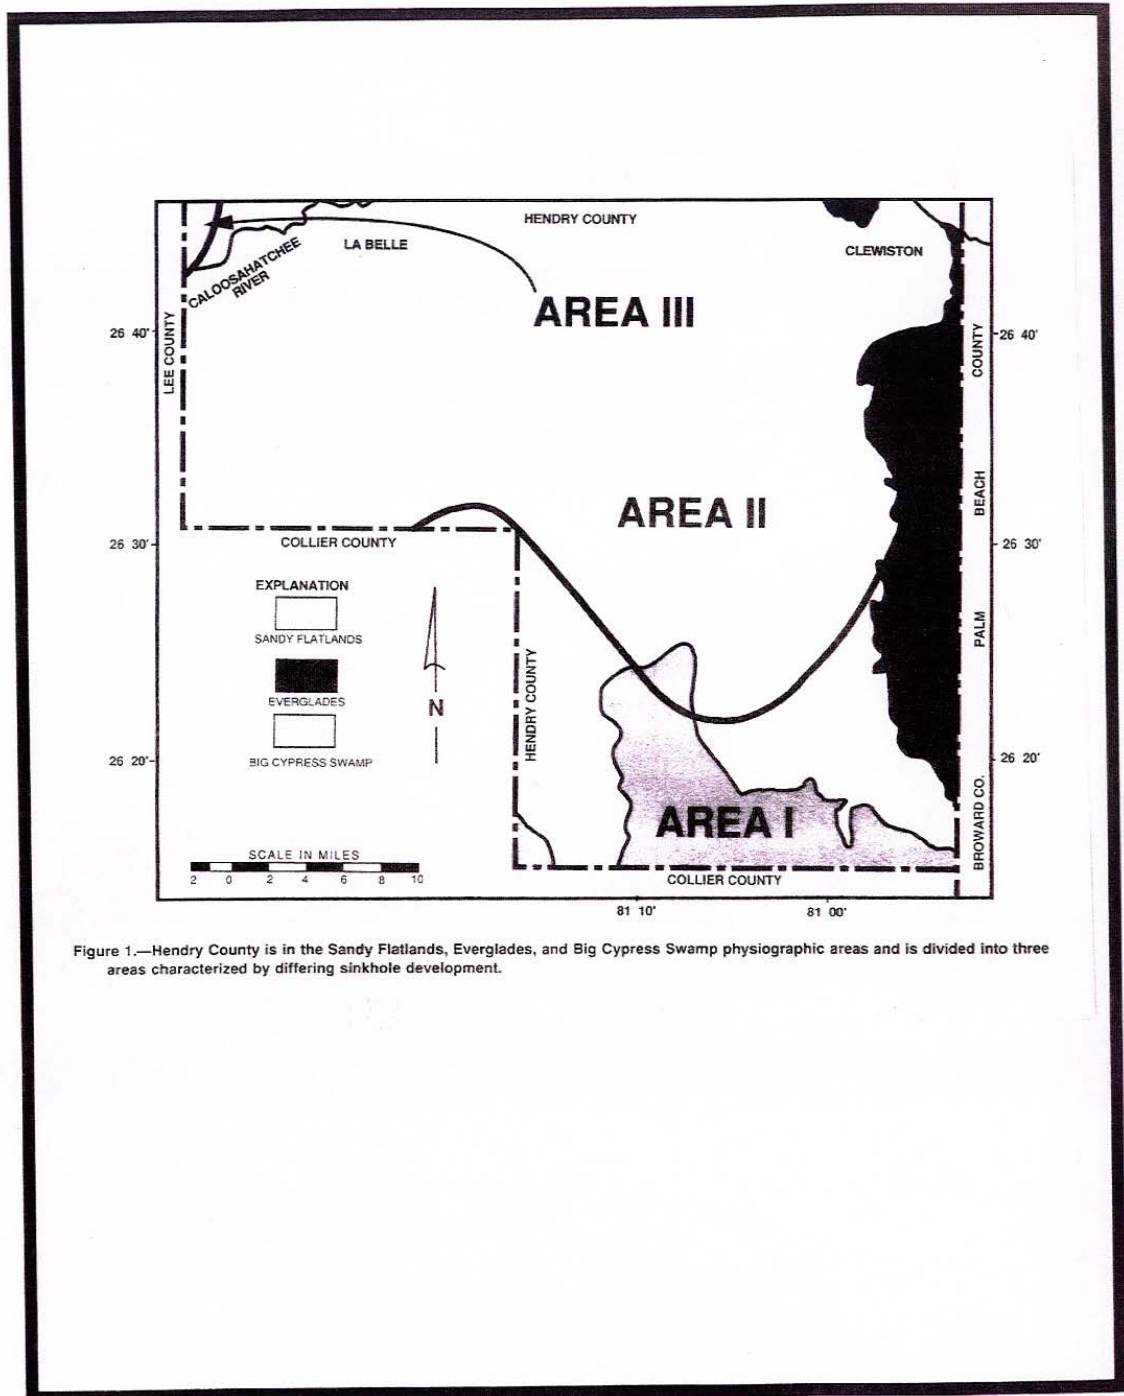 HENDRY COUNTY
LA BELLE
CLEWISTON
CALOOSAHATCHEE
RIVER
AREA III
26 40'
26 40'
LEE COUNTY
COUNTY
BEACH
PALM
BROWARD CO.
AREA II
26 30'
26 30'
COLLIER COUNTY
EXPLANATION
SANDY FLATLANDS
EVERGLADES
BIG CYPRESS SWAMP
N
HENDRY COUNTY
26 20'
26 20'
AREA I
SCALE IN MILES
2 0 2 4 6 8 10
COLLIER COUNTY
81 10'
81 00'
Figure 1.—Hendry County is in the Sandy Flatlands, Everglades, and Big Cypress Swamp physiographic areas and is divided into three
areas characterized by differing sinkhole development.